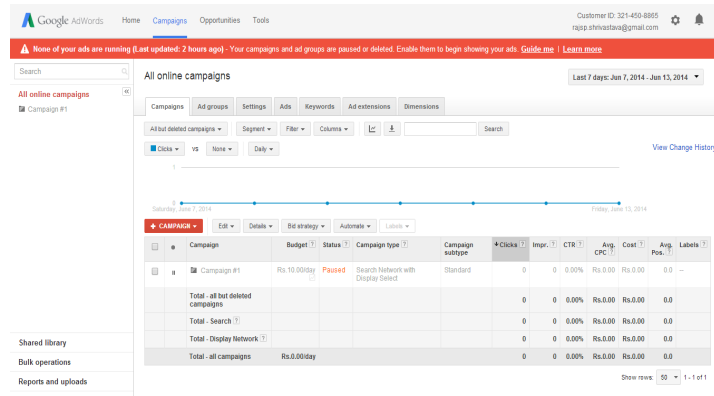 Google AdWords Home Campaigns Opportunities Tools
Customer ID: 321-450-8865
rajsp.shrivastava@gmail.com
None of your ads are running (Last updated: 2 hours ago) - Your campaigns and ad groups are paused or deleted. Enable them to begin showing your ads. Guide me | Learn more
Search
All online campaigns
Campaign #1
Shared library
Bulk operations
Reports and uploads
All online campaigns
Last 7 days: Jun 7, 2014 - Jun 13, 2014
Campaigns Ad groups Settings Ads Keywords Ad extensions Dimensions
All but deleted campaigns Segment Filter Columns Search
Clicks VS None Daily
View Change History
1
0
Saturday, June 7, 2014 Friday, June 13, 2014
+ CAMPAIGN Edit Details Bid strategy Automate Labels
Campaign Budget ? Status ? Campaign type ? Campaign subtype Clicks ? Impr. ? CTR ? Avg. CPC ? Cost ? Avg. Pos. ? Labels ?
Campaign #1 Rs.10.00/day Paused Search Network with Display Select Standard 0 0 0.00% Rs.0.00 Rs.0.00 0.0 --
Total - all but deleted campaigns 0 0 0.00% Rs.0.00 Rs.0.00 0.0
Total - Search ? 0 0 0.00% Rs.0.00 Rs.0.00 0.0
Total - Display Network ? 0 0 0.00% Rs.0.00 Rs.0.00 0.0
Total - all campaigns Rs.0.00/day 0 0 0.00% Rs.0.00 Rs.0.00 0.0
Show rows: 50 1 - 1 of 1